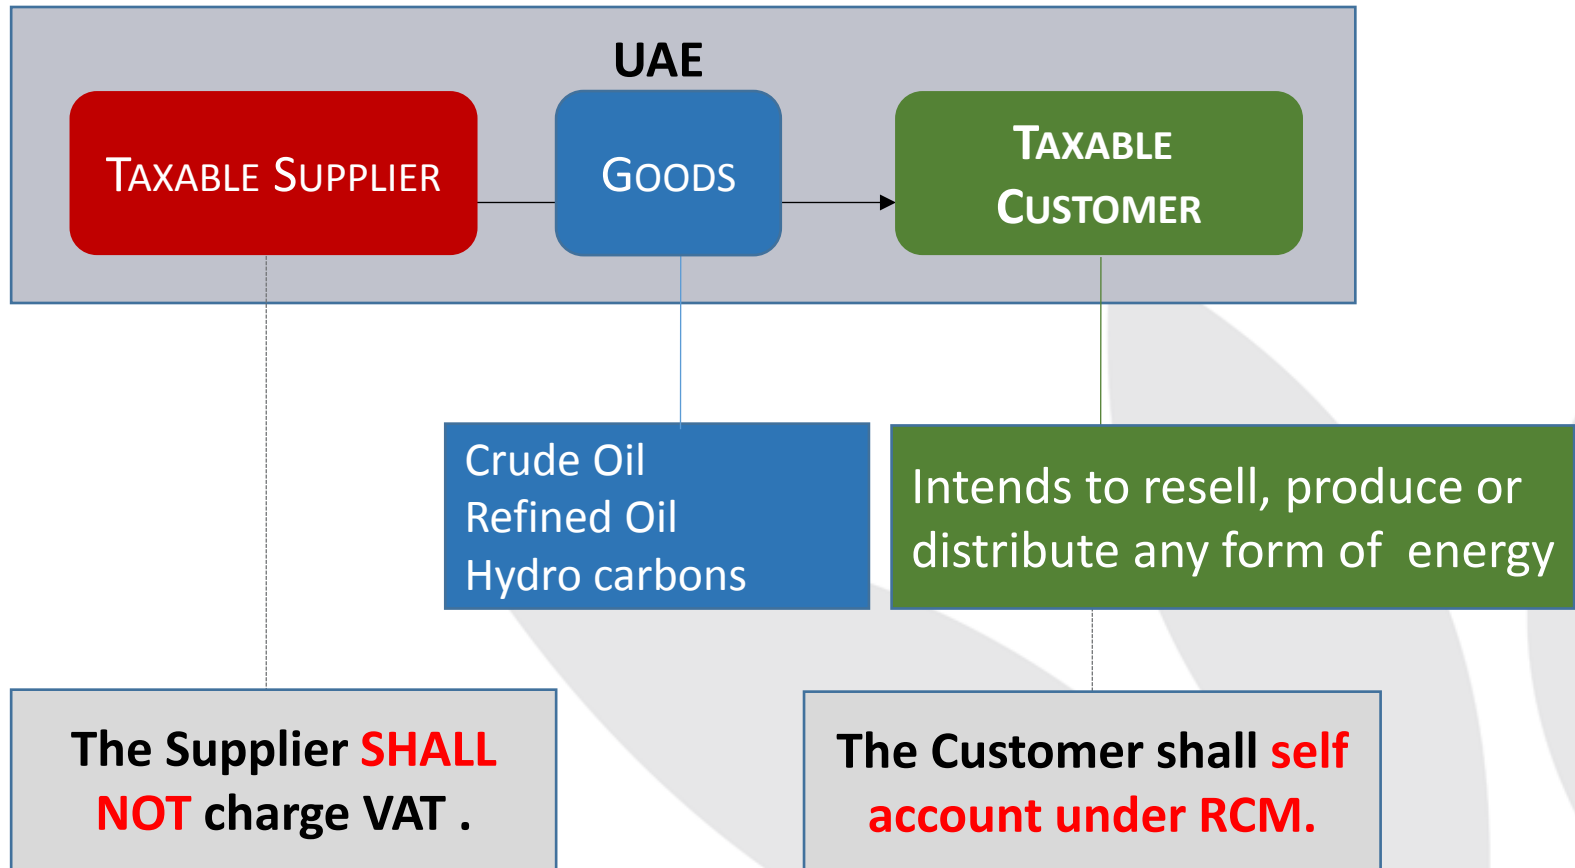 UAE
TAXABLE SUPPLIER
GOODS
TAXABLE
CUSTOMER
Crude Oil
Refined Oil
Hydro carbons
Intends to resell, produce or
distribute any form of  energy
The Supplier SHALL
NOT charge VAT .
The Customer shall self
account under RCM.